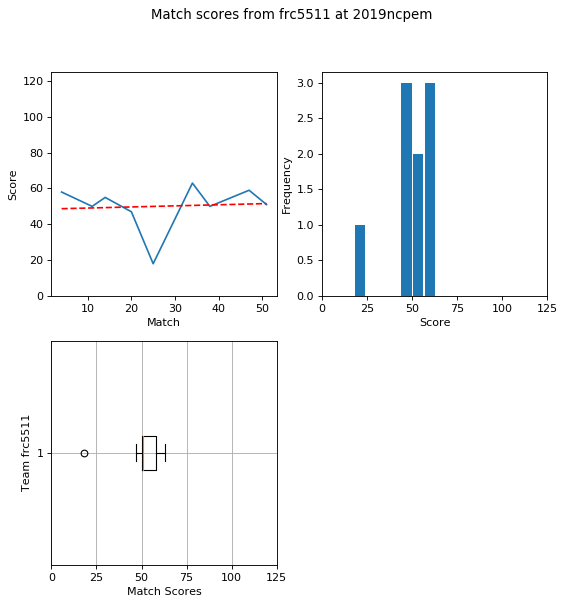 Match scores from frc5511 at 2019ncpem
120
100
80
60
40
20
0
Score
10 20 30 40 50
Match
3.0
2.5
2.0
1.5
1.0
0.5
0.0
Frequency
0 25 50 75 100 125
Score
1
Team frc5511
0 25 50 75 100 125
Match Scores